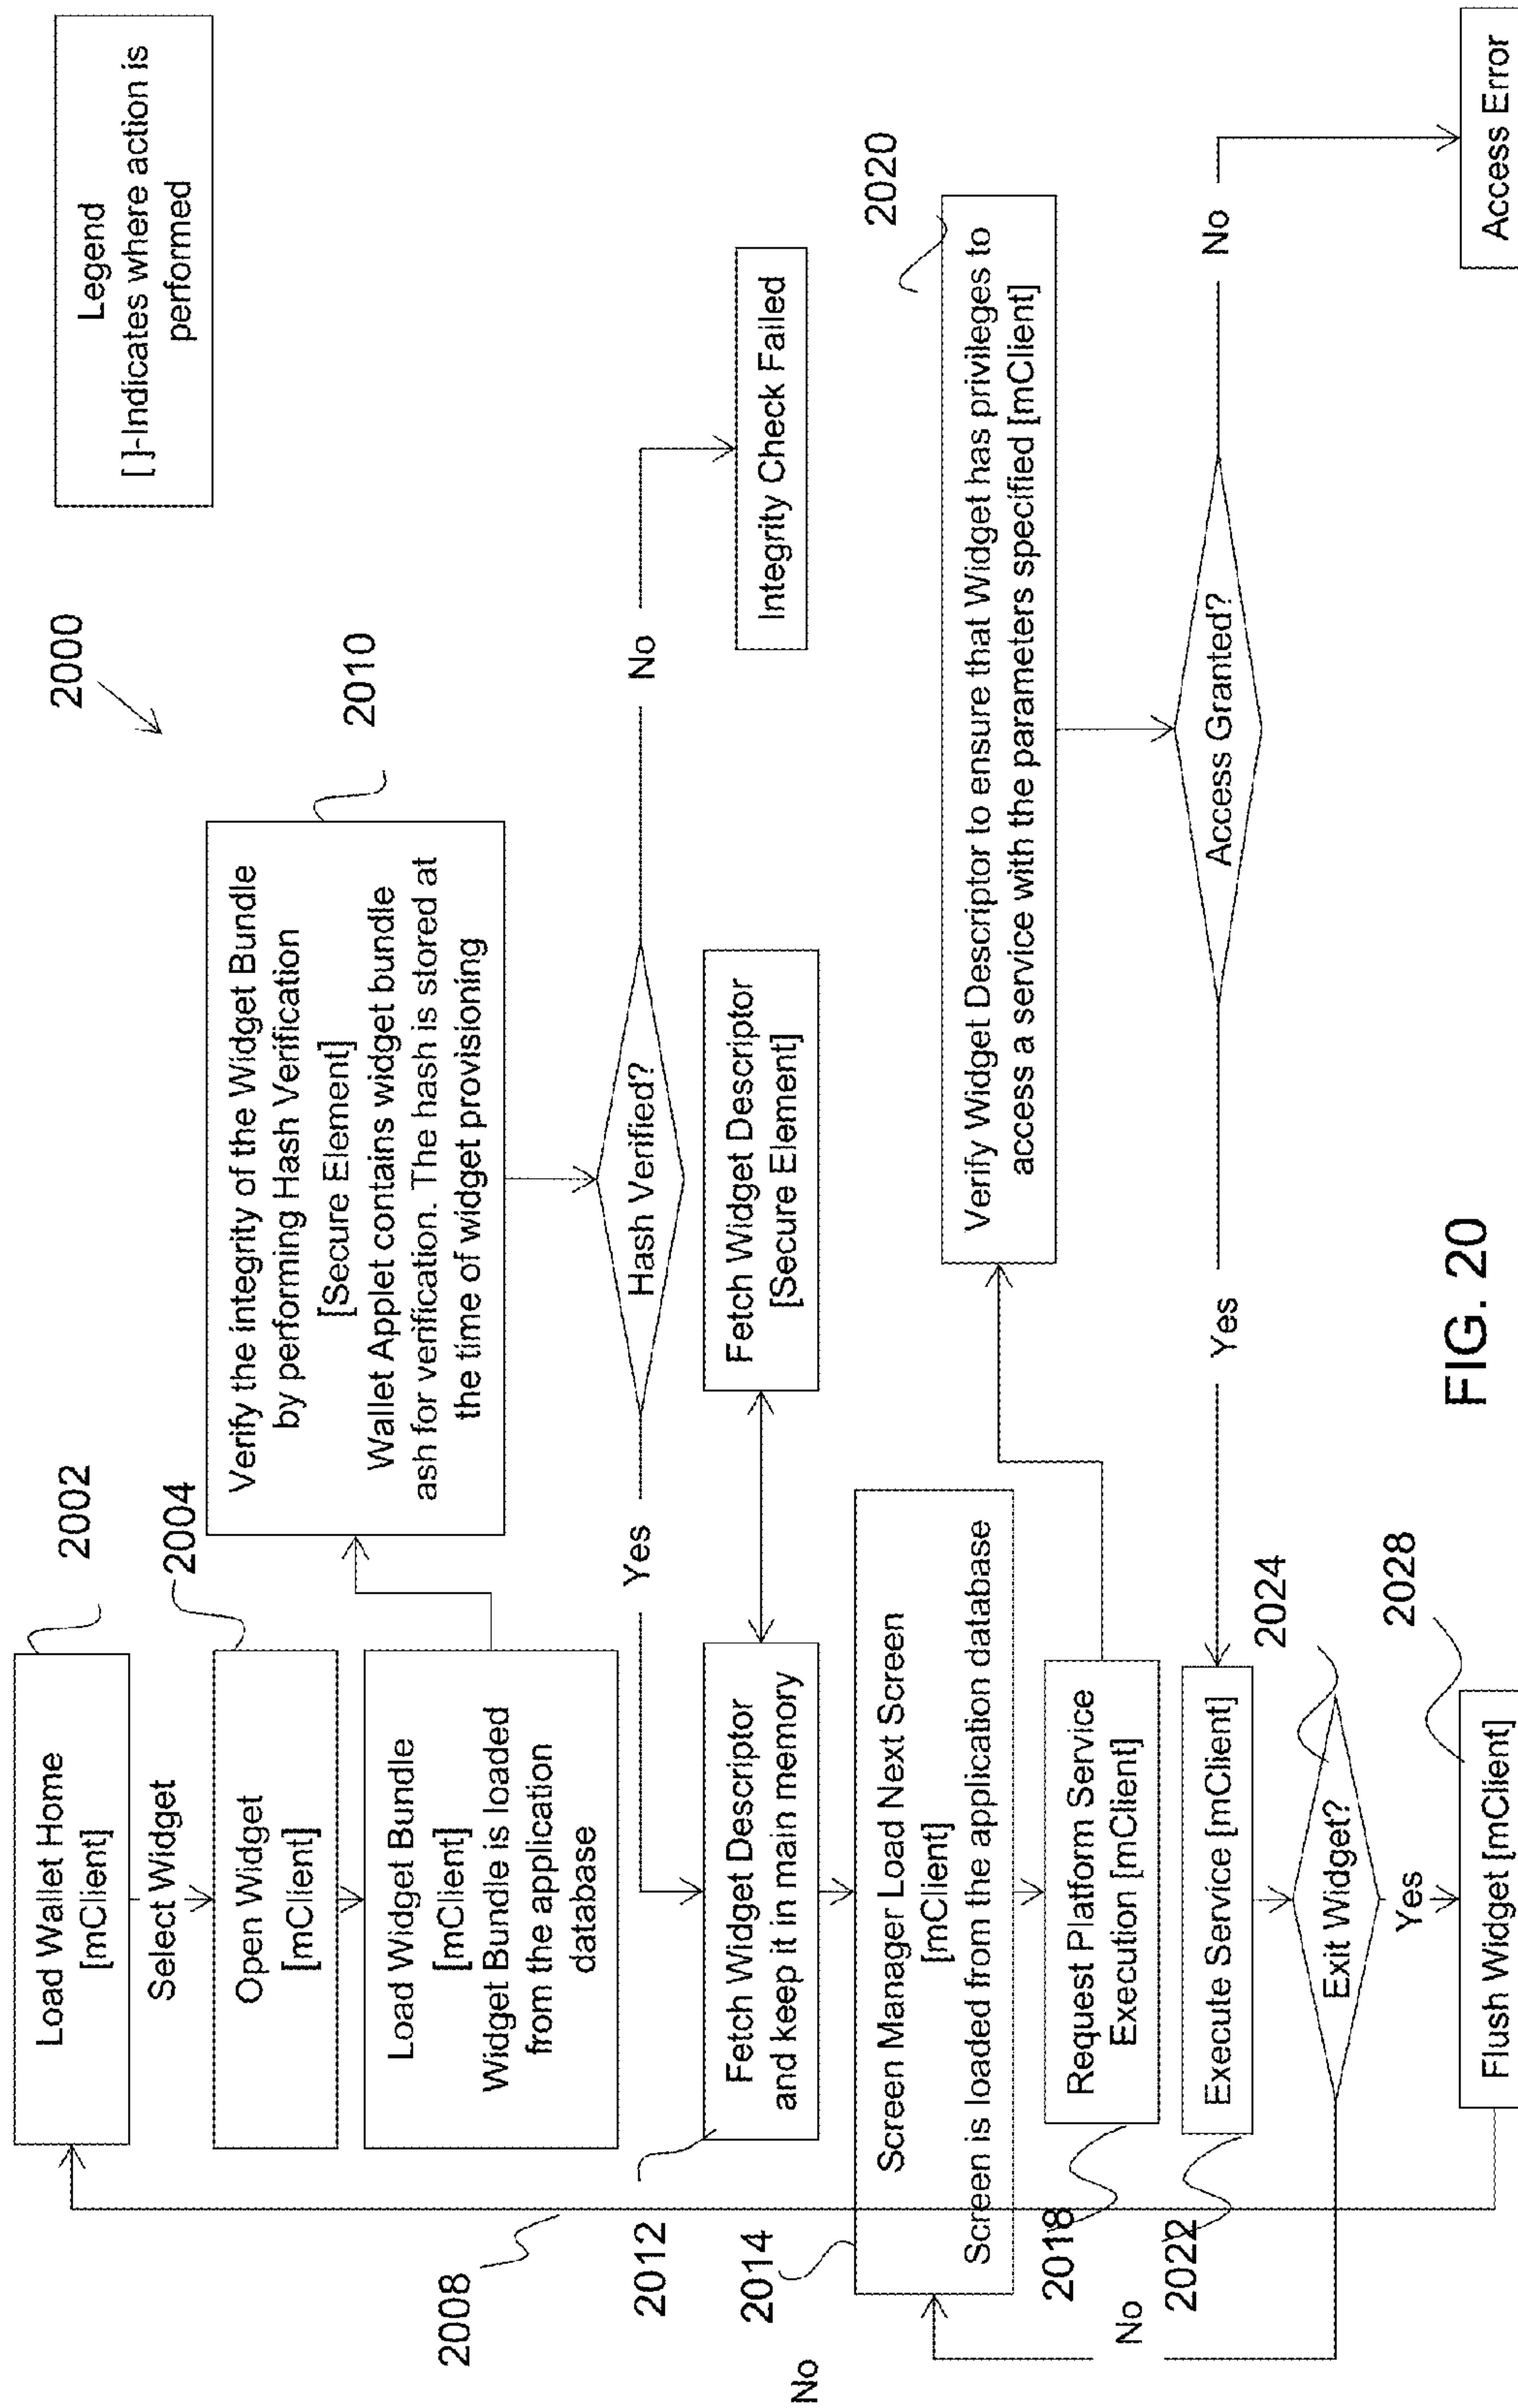 Legend
[ ]-Indicates where action is
performed
2000
Load Wallet Home
[mClient]
2002
Select Widget
Open Widget
[mClient]
2004
Load Widget Bundle
[mClient]
Widget Bundle is loaded
from the application
database
2008
Verify the integrity of the Widget Bundle
by performing Hash Verification
[Secure Element]
Wallet Applet contains widget bundle
ash for verification. The hash is stored at
the time of widget provisioning
2010
Hash Verified?
Yes
No
Integrity Check Failed
Fetch Widget Descriptor
and keep it in main memory
2012
Fetch Widget Descriptor
[Secure Element]
Screen Manager Load Next Screen
[mClient]
Screen is loaded from the application database
2014
No
Request Platform Service
Execution [mClient]
2018
Verify Widget Descriptor to ensure that Widget has privileges to
access a service with the parameters specified [mClient]
2020
Access Granted?
Yes
No
Access Error
Execute Service [mClient]
2022
No
Exit Widget?
2024
Yes
Flush Widget [mClient]
2028
FIG. 20